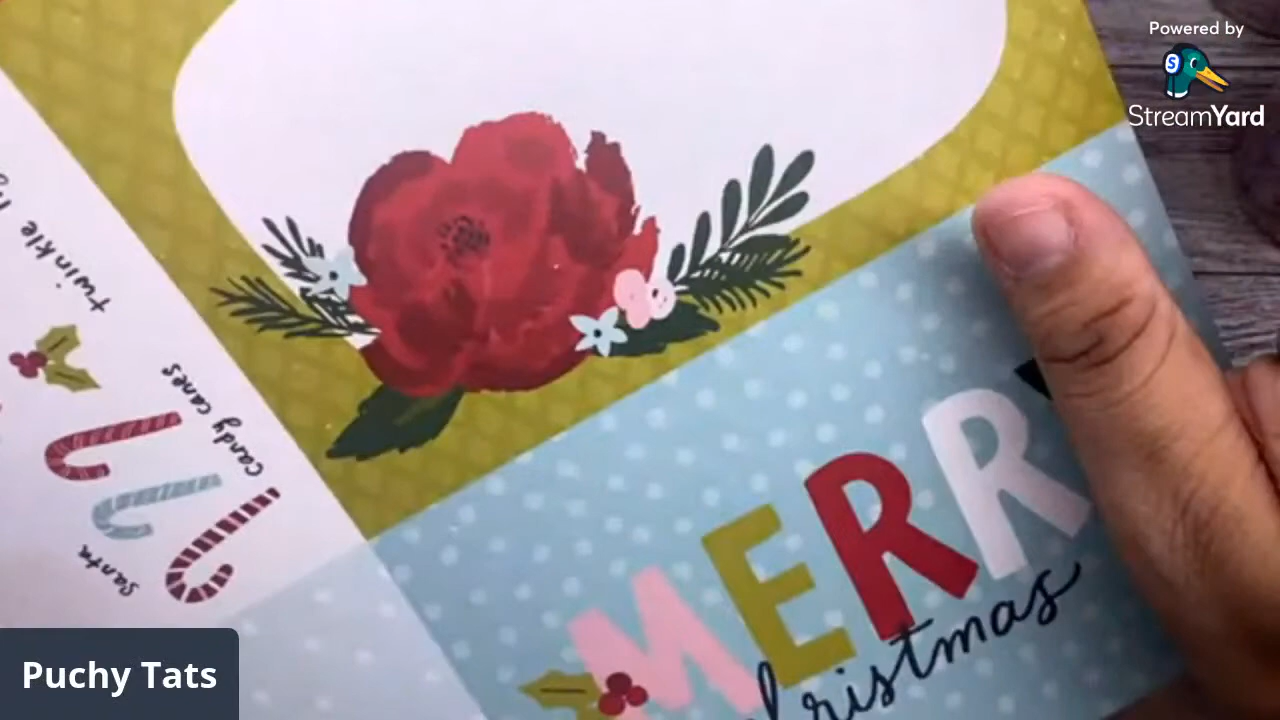 Powered by
StreamYard
twinkle
candy canes
santa
MERR
christmas
Puchy Tats